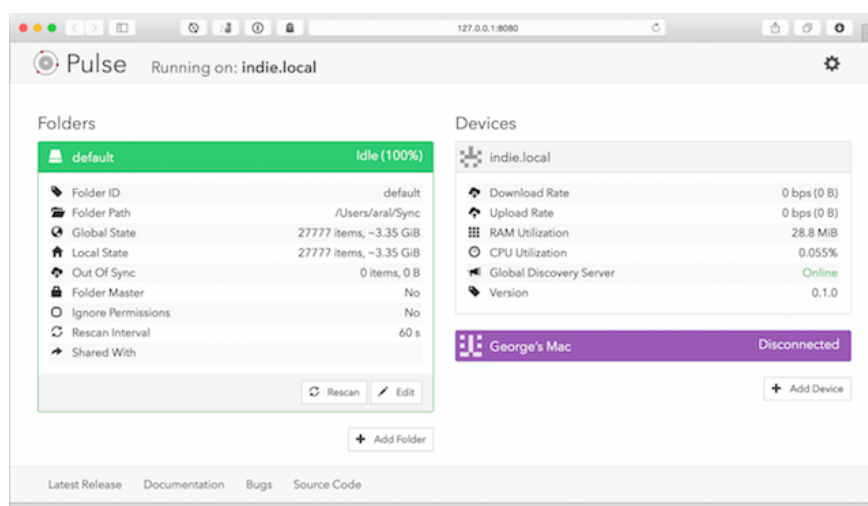 127.0.0.1:8080
Pulse Running on: indie.local
Folders
default Idle (100%)
Folder ID default
Folder Path /Users/aral/Sync
Global State 27777 items, ~3.35 GiB
Local State 27777 items, ~3.35 GiB
Out Of Sync 0 items, 0 B
Folder Master No
Ignore Permissions No
Rescan Interval 60 s
Shared With
Rescan Edit
Add Folder
Devices
indie.local
Download Rate 0 bps (0 B)
Upload Rate 0 bps (0 B)
RAM Utilization 28.8 MiB
CPU Utilization 0.055%
Global Discovery Server Online
Version 0.1.0
George's Mac Disconnected
Add Device
Latest Release Documentation Bugs Source Code